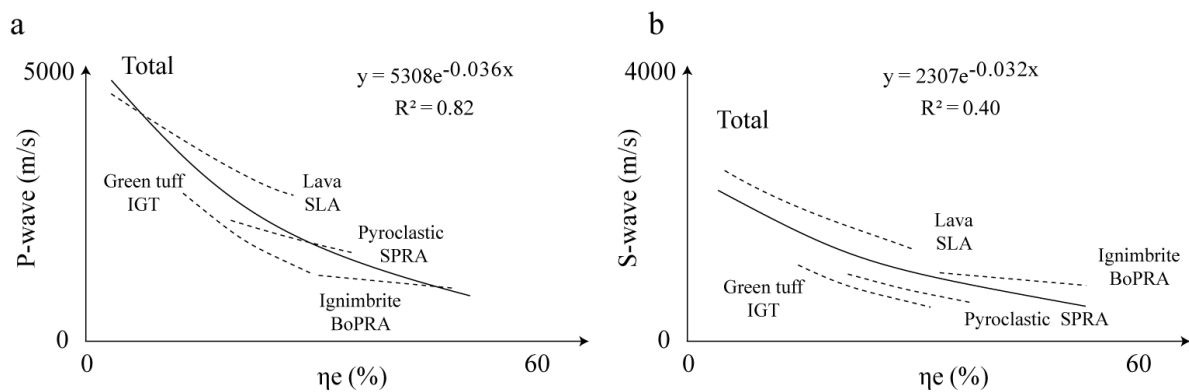 a
5000
Total
y = 5308e-0.036x
R² = 0.82
P-wave (m/s)
Green tuff
IGT
Lava
SLA
Pyroclastic
SPRA
Ignimbrite
BoPRA
0
0
60
ηe (%)
b
4000
Total
y = 2307e-0.032x
R² = 0.40
S-wave (m/s)
Lava
SLA
Ignimbrite
BoPRA
Green tuff
IGT
Pyroclastic SPRA
0
0
60
ηe (%)